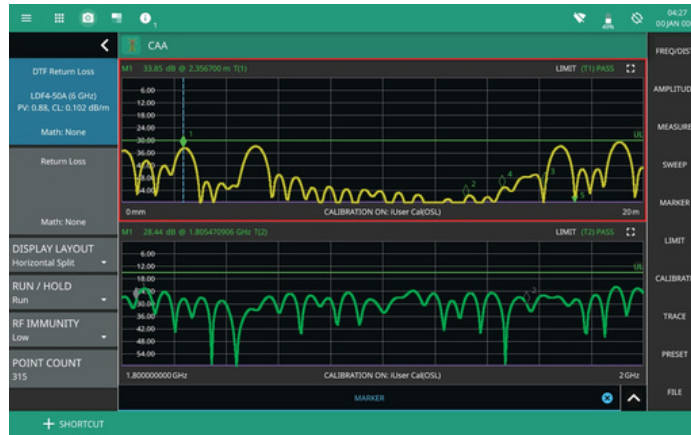 1
49%
04:27
00 JAN 00
CAA
FREQ/DIST
DTF Return Loss
LDF4-50A (6 GHz)
PV: 0.88, CL: 0.102 dB/m
Math: None
Return Loss
Math: None
DISPLAY LAYOUT
Horizontal Split
RUN / HOLD
Run
RF IMMUNITY
Low
POINT COUNT
315
SHORTCUT
M1 33.85 dB @ 2.356700 m T(1)
LIMIT (T1) PASS
6.00
12.00
18.00
24.00
30.00
36.00
UL
1
2
3
4
5
0 mm
CALIBRATION ON: iUser Cal(OSL)
20 m
M1 28.44 dB @ 1.805470906 GHz T(2)
LIMIT (T2) PASS
6.00
12.00
18.00
30.00
36.00
42.00
48.00
54.00
UL
2
1.800000000 GHz
CALIBRATION ON: iUser Cal(OSL)
2 GHz
MARKER
AMPLITUD
MEASURE
SWEEP
MARKER
LIMIT
CALIBRAT
TRACE
PRESET
FILE